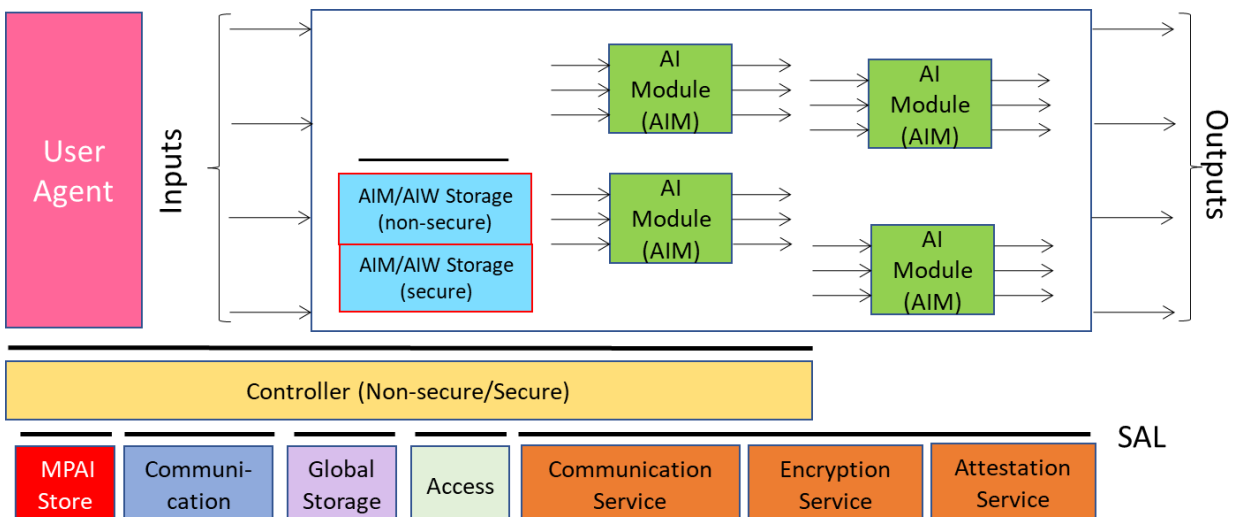 User
Agent
Inputs
AI
Module
(AIM)
AI
Module
(AIM)
AIM/AIW Storage
(non-secure)
AIM/AIW Storage
(secure)
AI
Module
(AIM)
AI
Module
(AIM)
Outputs
Controller (Non-secure/Secure)
SAL
MPAI
Store
Communi-
cation
Global
Storage
Access
Communication
Service
Encryption
Service
Attestation
Service